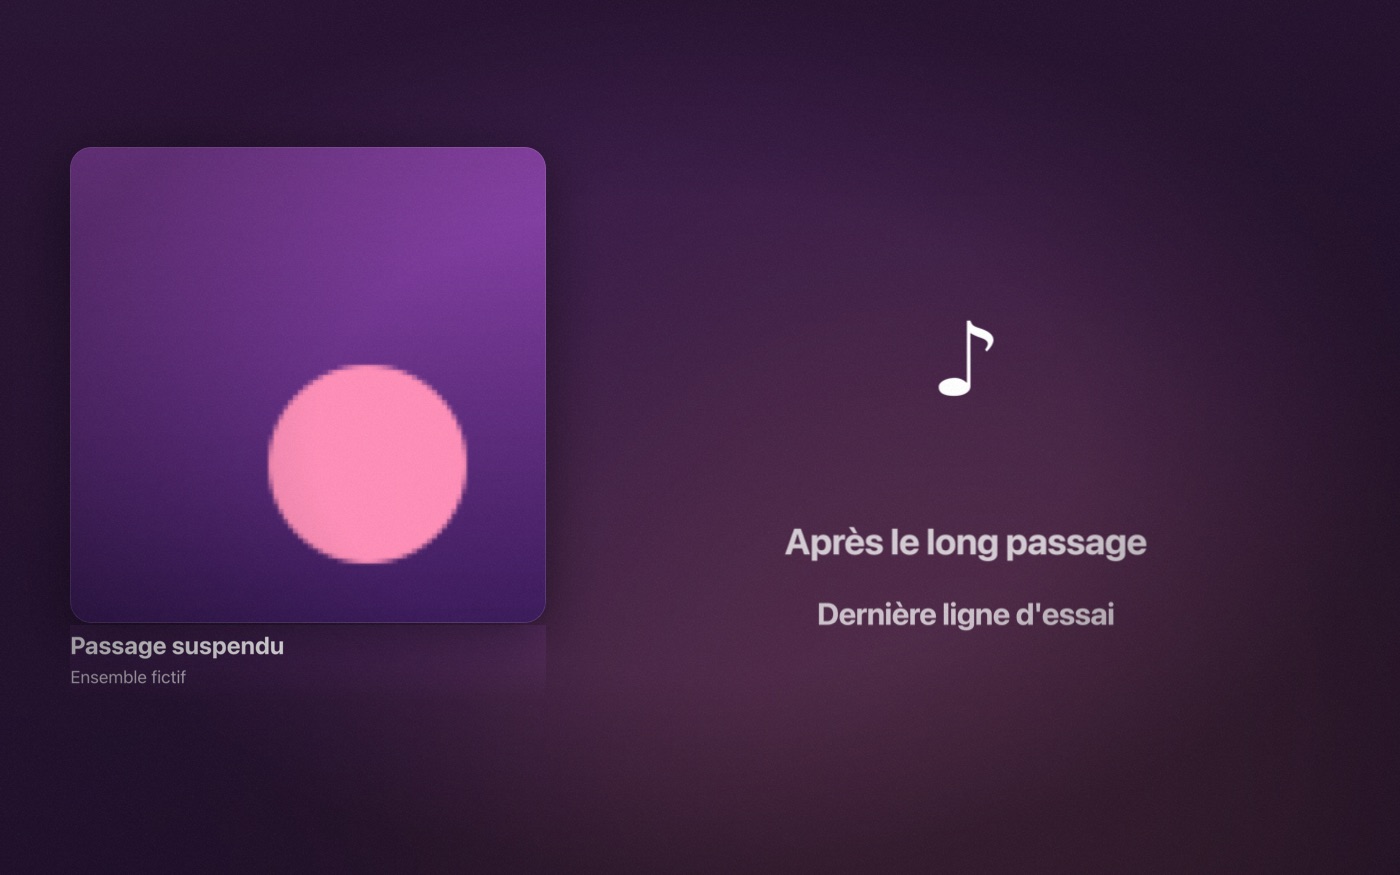 Passage suspendu
Ensemble fictif
♪
Après le long passage
Dernière ligne d'essai